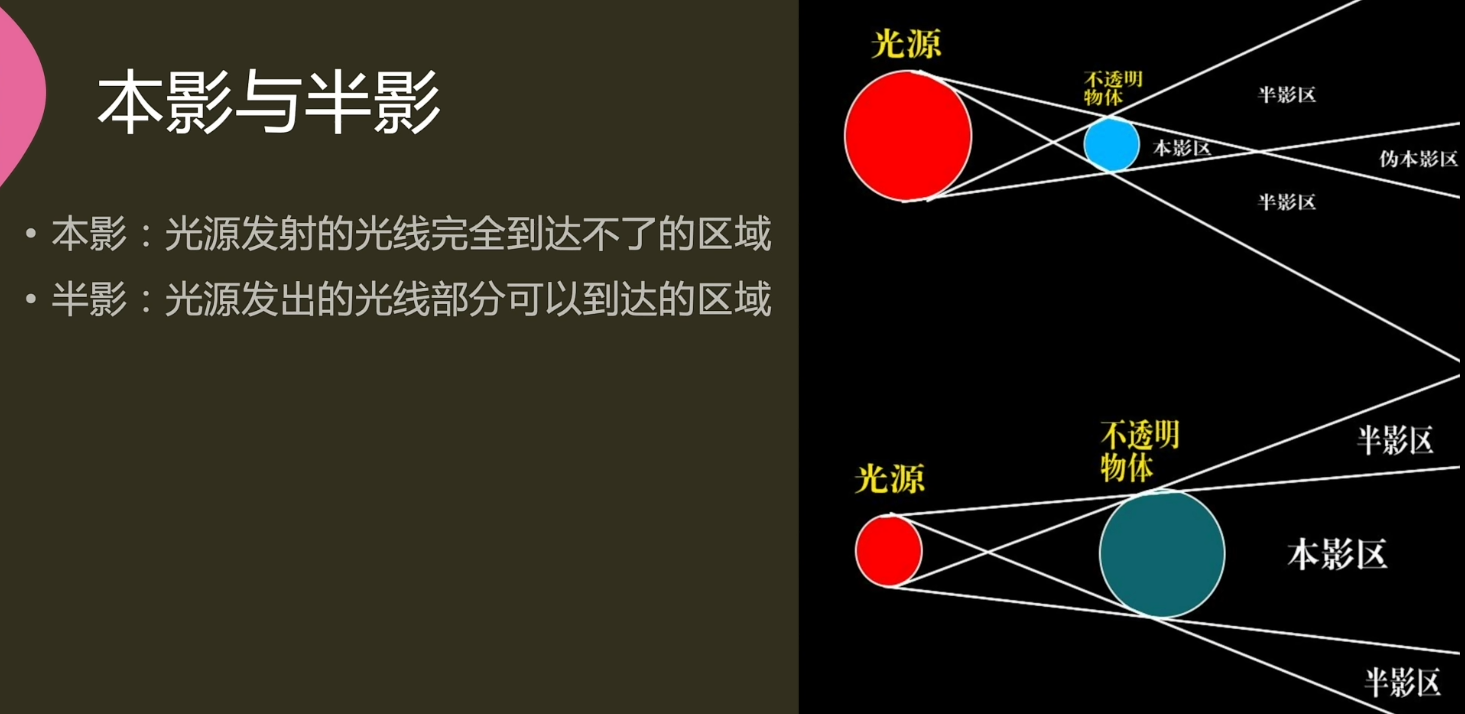 本影与半影
• 本影：光源发射的光线完全到达不了的区域
• 半影：光源发出的光线部分可以到达的区域
光源
不透明
物体
半影区
本影区
伪本影区
半影区
光源
不透明
物体
半影区
本影区
半影区